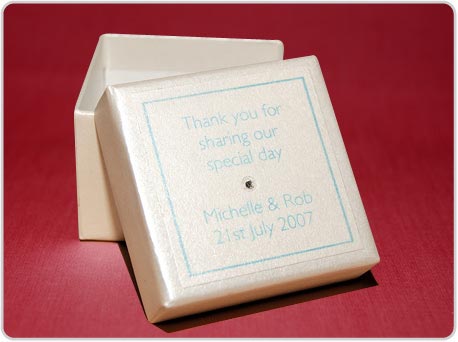 Thank you for
sharing our
special day
Michelle & Rob
21st July 2007